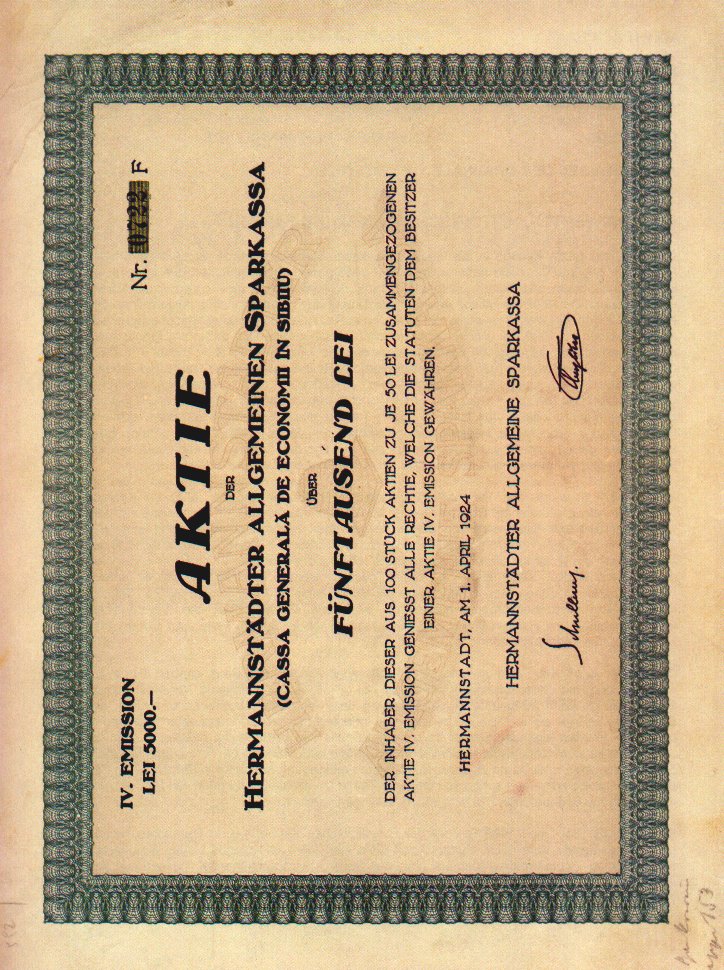 IV. EMISSION
LEI 5000.—
Nr. 10722 F
AKTIE
DER
HERMANNSTÄDTER ALLGEMEINEN SPARKASSA
(CASSA GENERALĂ DE ECONOMII ÎN SIBIIU)
ÜBER
FÜNFTAUSEND LEI
DER INHABER DIESER AUS 100 STÜCK AKTIEN ZU JE 50 LEI ZUSAMMENGEZOGENEN
AKTIE IV. EMISSION GENIESST ALLE RECHTE, WELCHE DIE STATUTEN DEM BESITZER
EINER AKTIE IV. EMISSION GEWÄHREN.
HERMANNSTADT, AM 1. APRIL 1924
HERMANNSTÄDTER ALLGEMEINE SPARKASSA